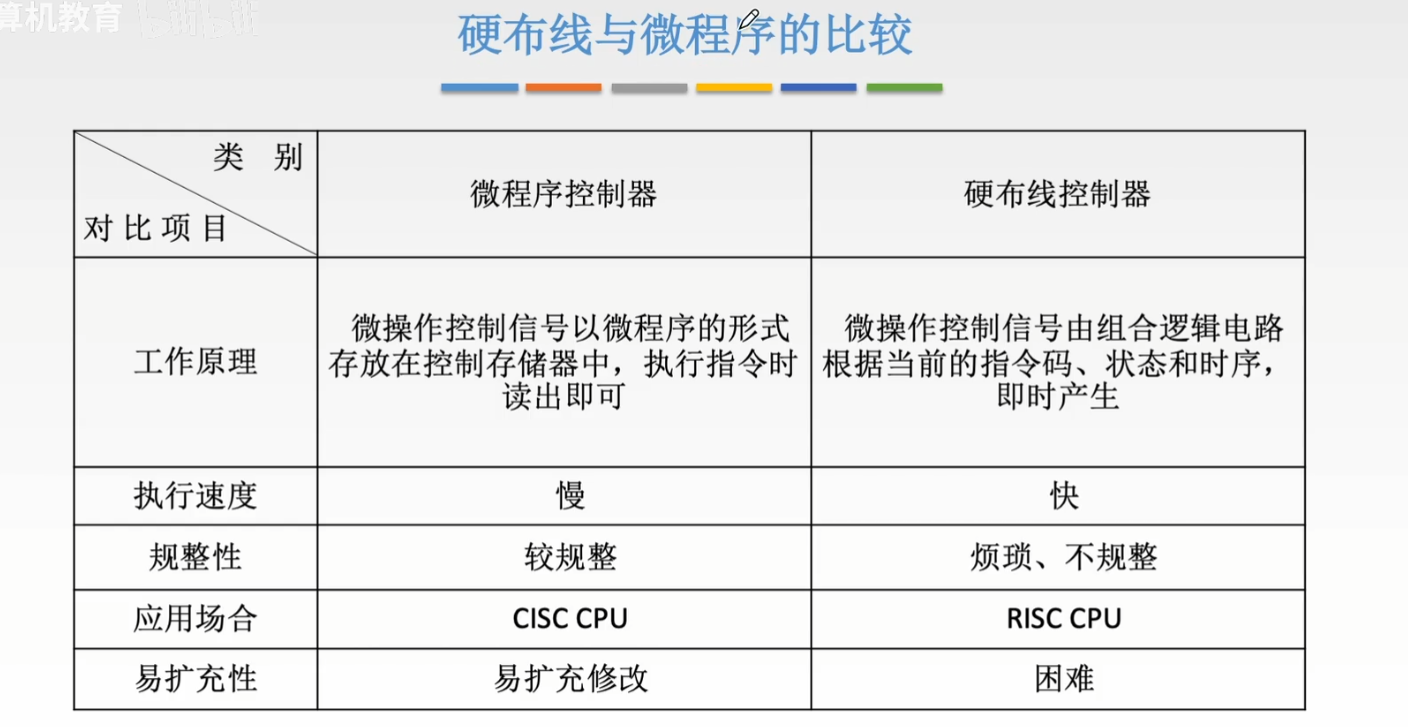 算机教育 bilibili
硬布线与微程序的比较
类 别
对 比 项 目
微程序控制器
硬布线控制器
工作原理
微操作控制信号以微程序的形式
存放在控制存储器中，执行指令时
读出即可
微操作控制信号由组合逻辑电路
根据当前的指令码、状态和时序，
即时产生
执行速度
慢
快
规整性
较规整
烦琐、不规整
应用场合
CISC CPU
RISC CPU
易扩充性
易扩充修改
困难